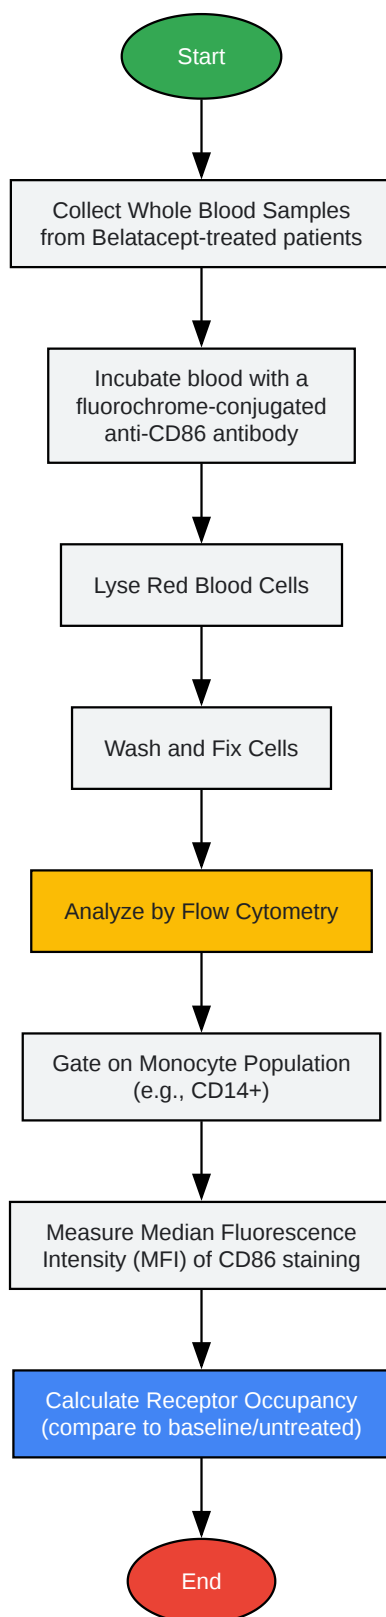 Start
Collect Whole Blood Samples
from Belatacept-treated patients
Incubate blood with a
fluorochrome-conjugated
anti-CD86 antibody
Lyse Red Blood Cells
Wash and Fix Cells
Analyze by Flow Cytometry
Gate on Monocyte Population
(e.g., CD14+)
Measure Median Fluorescence
Intensity (MFI) of CD86 staining
Calculate Receptor Occupancy
(compare to baseline/untreated)
End